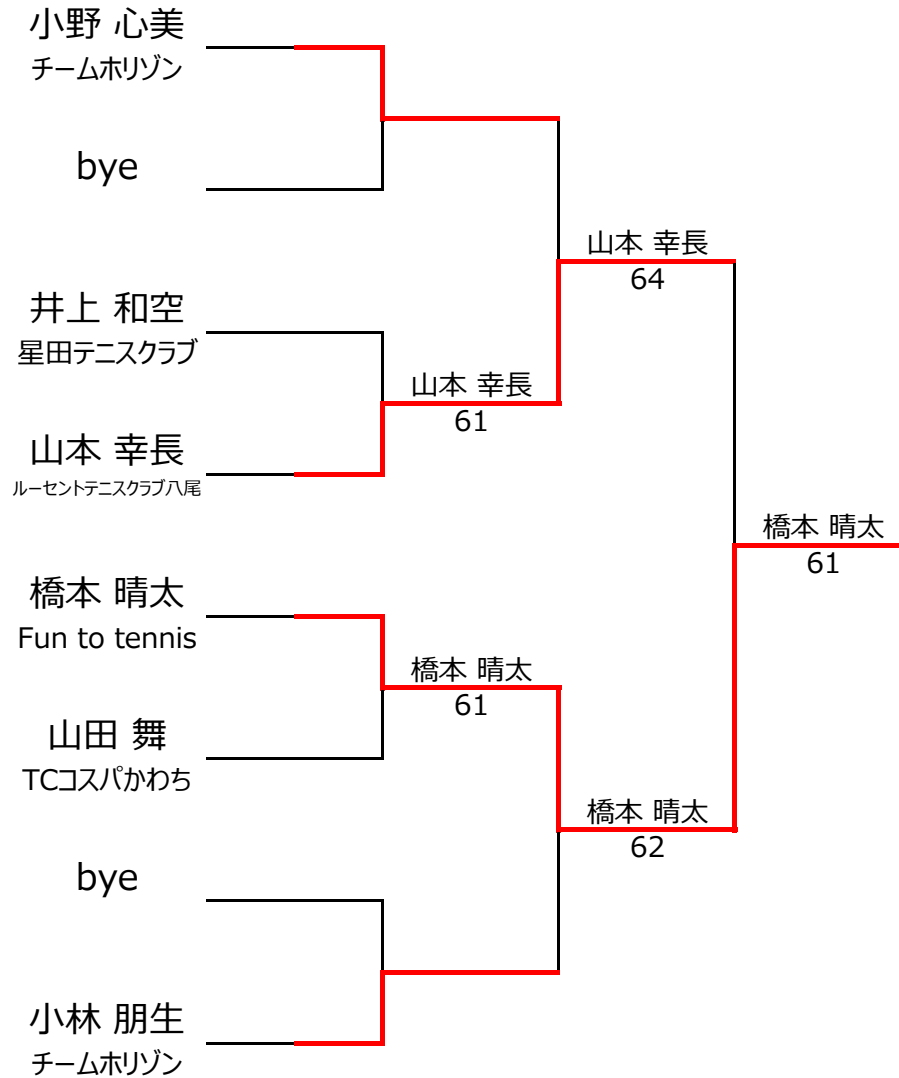 小野 心美
チームホリゾン
bye
井上 和空
星田テニスクラブ
山本 幸長
ルーセントテニスクラブ八尾
橋本 晴太
Fun to tennis
山田 舞
TCコスパかわち
bye
小林 朋生
チームホリゾン
山本 幸長
61
橋本 晴太
61
山本 幸長
64
橋本 晴太
62
橋本 晴太
61